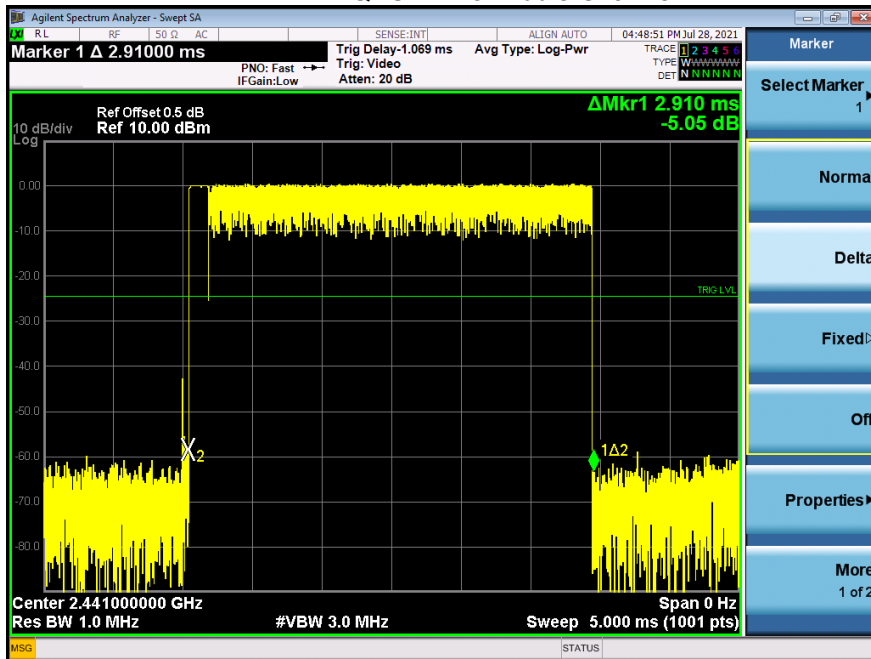 Agilent Spectrum Analyzer - Swept SA
LXI RL RF 50 Ω AC SENSE:INT ALIGN AUTO 04:48:51 PM Jul 28, 2021
Marker 1 Δ 2.91000 ms
PNO: Fast
IFGain:Low
Trig Delay-1.069 ms
Trig: Video
Atten: 20 dB
Avg Type: Log-Pwr
TRACE 1 2 3 4 5 6
TYPE WWWWWW
DET N N N N N N
ΔMkr1 2.910 ms
-5.05 dB
Ref Offset 0.5 dB
Ref 10.00 dBm
10 dB/div
Log
0.00
-10.0
-20.0
TRIG LVL
-30.0
-40.0
-50.0
X2
1Δ2
-60.0
-70.0
-80.0
Center 2.441000000 GHz
Span 0 Hz
Res BW 1.0 MHz
#VBW 3.0 MHz
Sweep 5.000 ms (1001 pts)
MSG
STATUS
Marker
Select Marker
1
Norma
Delta
Fixed
Off
Properties
More
1 of 2